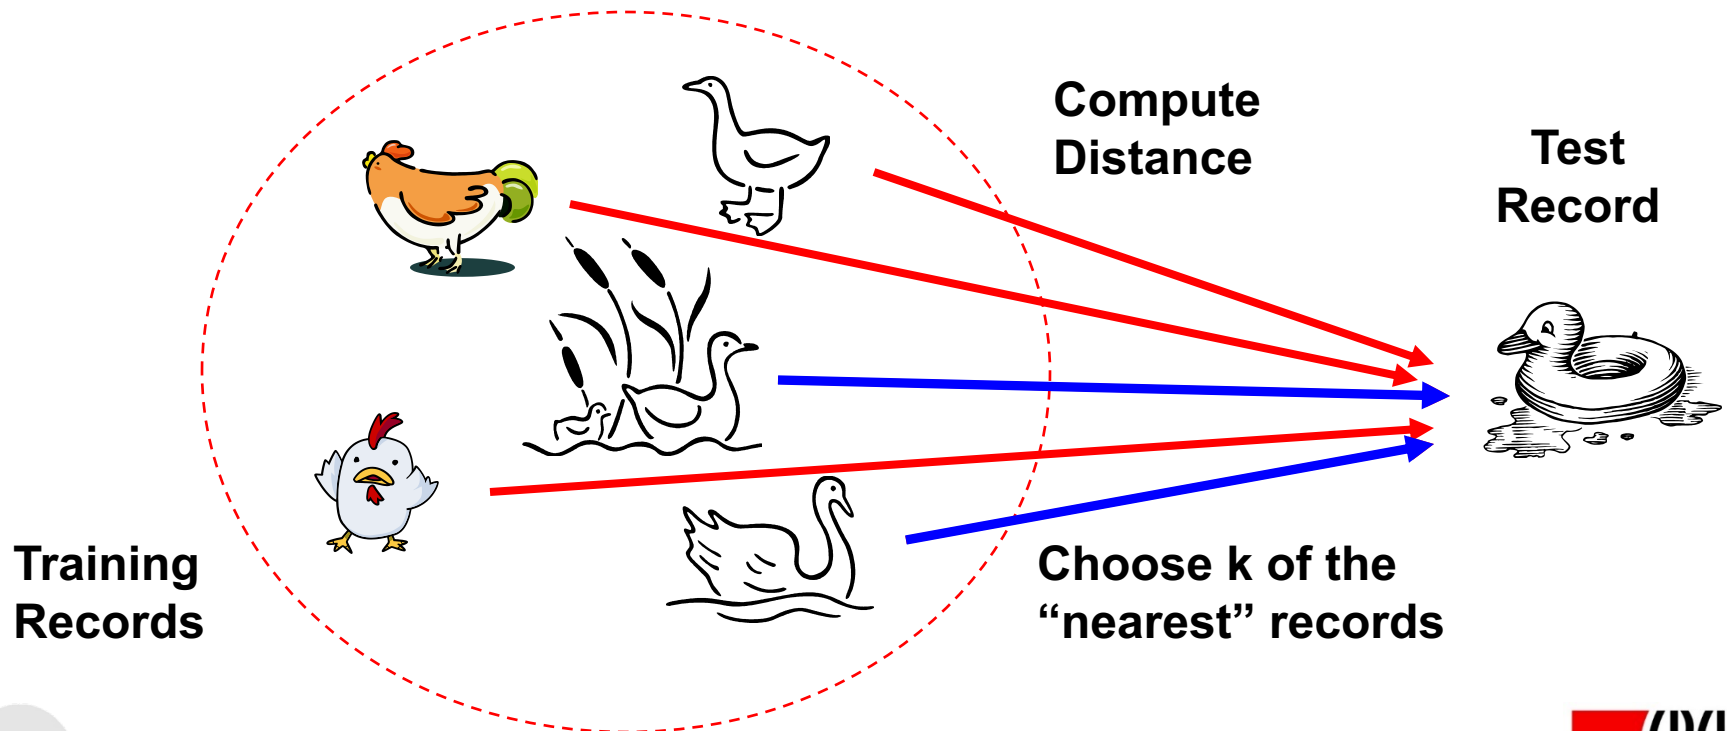 Compute
Distance
Test
Record
Training
Records
Choose k of the
“nearest” records